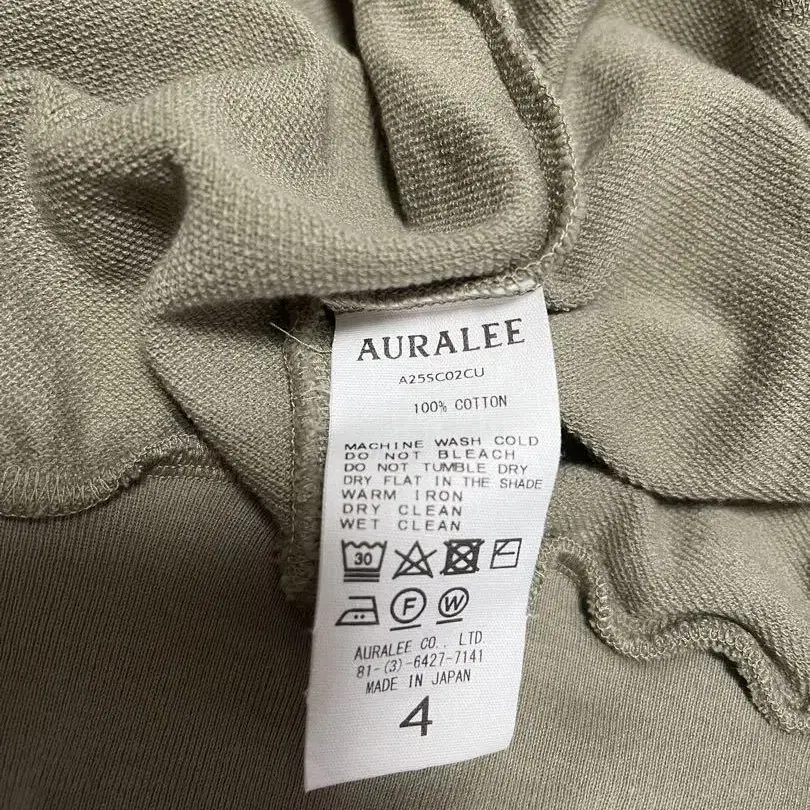 AURALEE
A25SC02CU
100% COTTON
MACHINE WASH COLD
DO NOT BLEACH
DO NOT TUMBLE DRY
DRY FLAT IN THE SHADE
WARM IRON
DRY CLEAN
WET CLEAN
30
F W
AURALEE CO., LTD.
81-(3)-6427-7141
MADE IN JAPAN
4